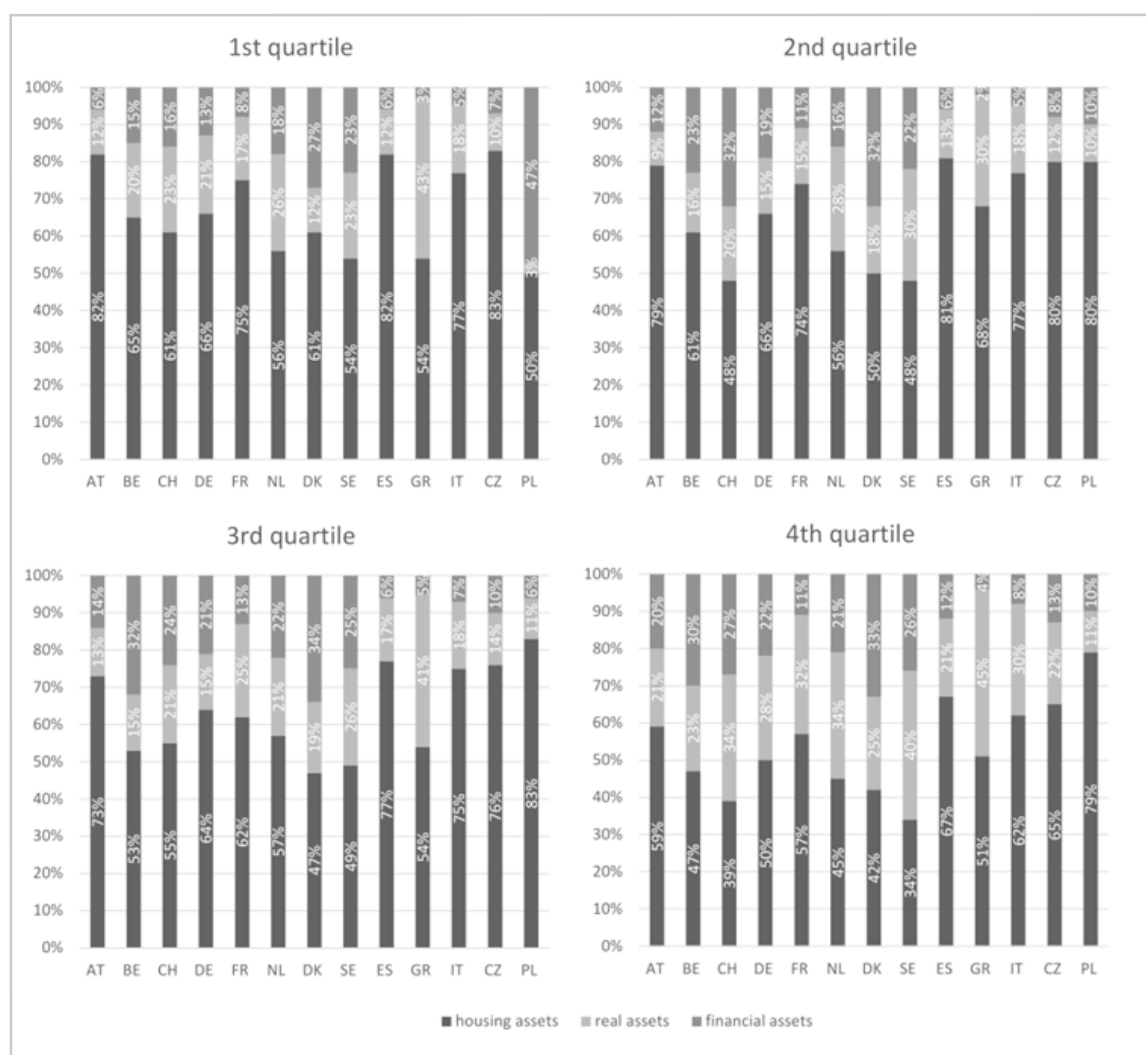 1st quartile
100%
90%
80%
70%
60%
50%
40%
30%
20%
10%
0%
6% 15% 16% 13% 8% 18% 27% 23% 6% 3% 5% 7% 47%
12% 20% 23% 21% 17% 26% 12% 23% 12% 43% 18% 10% 3%
82% 65% 61% 66% 75% 56% 61% 54% 82% 54% 77% 83% 50%
AT BE CH DE FR NL DK SE ES GR IT CZ PL
2nd quartile
100%
90%
80%
70%
60%
50%
40%
30%
20%
10%
0%
12% 23% 32% 19% 11% 16% 32% 22% 6% 2% 5% 8% 10%
9% 16% 20% 15% 15% 28% 18% 30% 13% 30% 18% 12% 10%
79% 61% 48% 66% 74% 56% 50% 48% 81% 68% 77% 80% 80%
AT BE CH DE FR NL DK SE ES GR IT CZ PL
3rd quartile
100%
90%
80%
70%
60%
50%
40%
30%
20%
10%
0%
14% 32% 24% 21% 13% 22% 34% 25% 6% 5% 7% 10% 6%
13% 15% 21% 15% 25% 21% 19% 26% 17% 41% 18% 14% 11%
73% 53% 55% 64% 62% 57% 47% 49% 77% 54% 75% 76% 83%
AT BE CH DE FR NL DK SE ES GR IT CZ PL
4th quartile
100%
90%
80%
70%
60%
50%
40%
30%
20%
10%
0%
20% 30% 27% 22% 11% 21% 33% 26% 12% 4% 8% 13% 10%
21% 23% 34% 28% 32% 34% 25% 40% 21% 45% 30% 22% 11%
59% 47% 39% 50% 57% 45% 42% 34% 67% 51% 62% 65% 79%
AT BE CH DE FR NL DK SE ES GR IT CZ PL
housing assets real assets financial assets